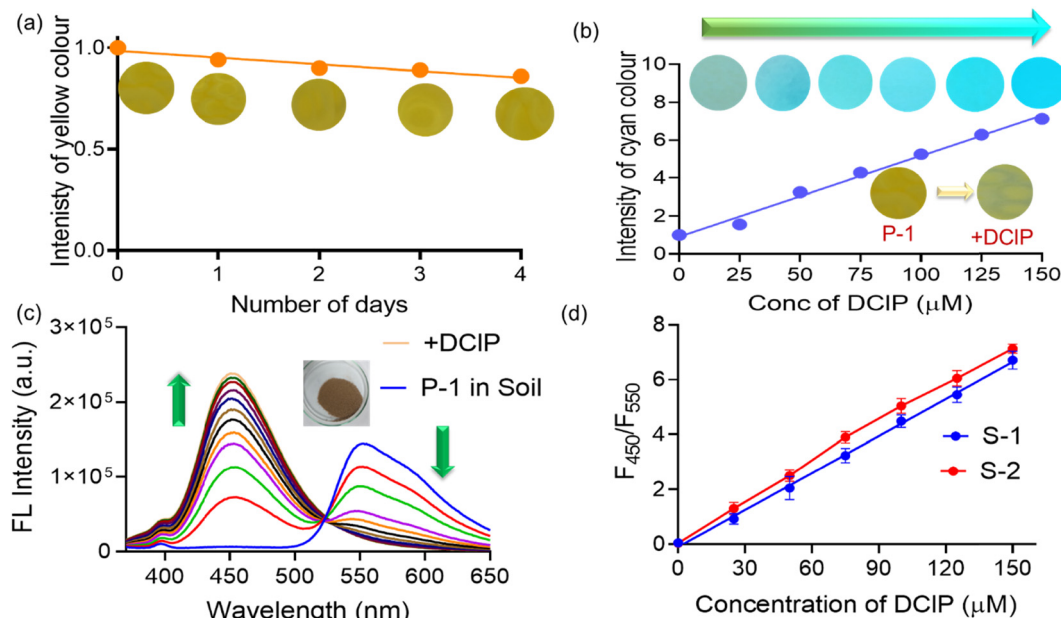 (a)
Intenisty of yellow colour
1.0
0.5
0.0
0 1 2 3 4
Number of days
(b)
Intensity of cyan colour
10
8
6
4
2
0
P-1
+DCIP
0 25 50 75 100 125 150
Conc of DCIP (μM)
(c)
FL Intensity (a.u.)
3×10⁵
2×10⁵
1×10⁵
0
+DCIP
P-1 in Soil
400 450 500 550 600 650
Wavelength (nm)
(d)
F450/F550
8
6
4
2
0
S-1
S-2
0 30 60 90 120 150
Concentration of DCIP (μM)